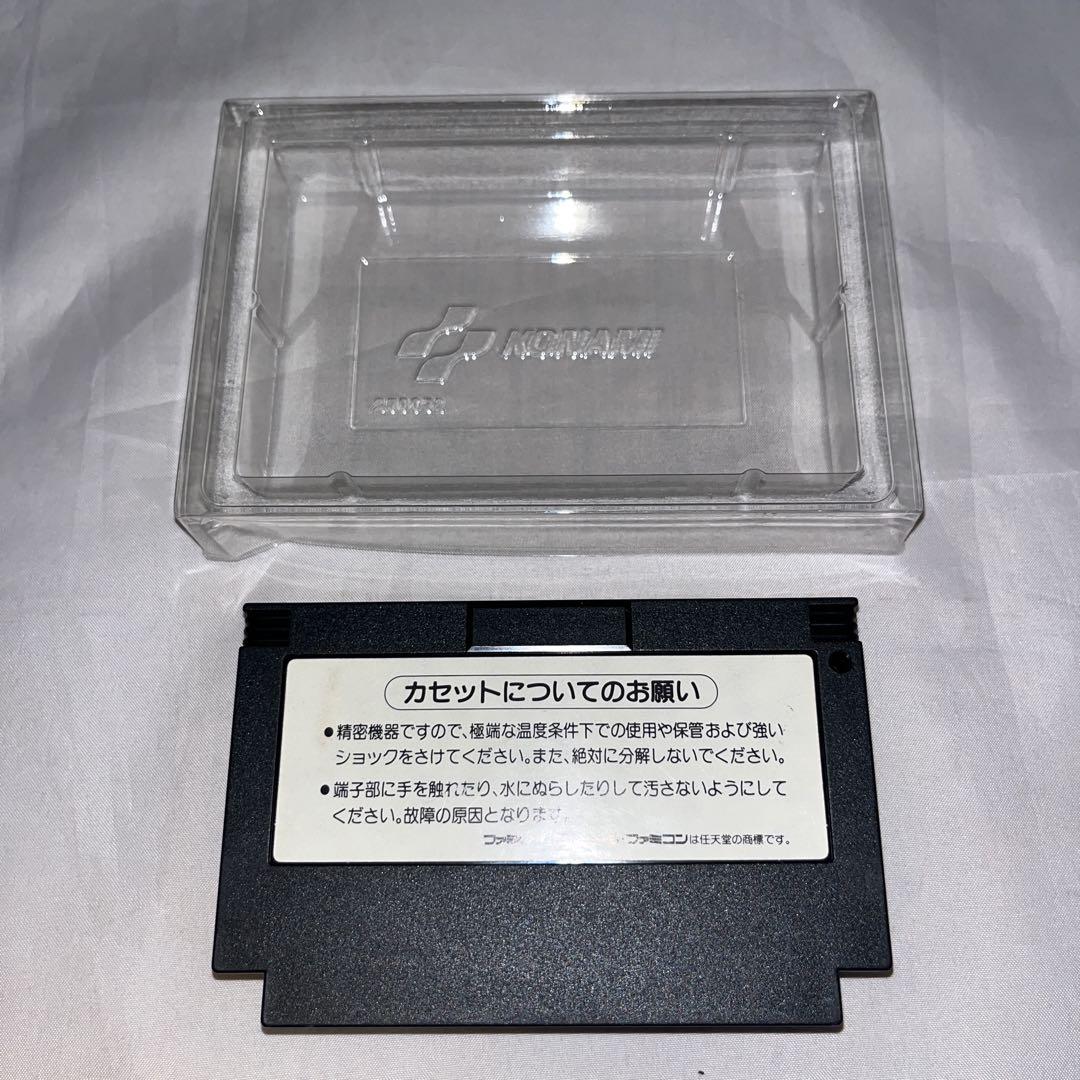 KONAMI
カセットについてのお願い
●精密機器ですので、極端な温度条件下での使用や保管および強い
ショックをさけてください。また、絶対に分解しないでください。
●端子部に手を触れたり、水にぬらしたりして汚さないようにして
ください。故障の原因となります。
ファミ ・ファミコンは任天堂の商標です。